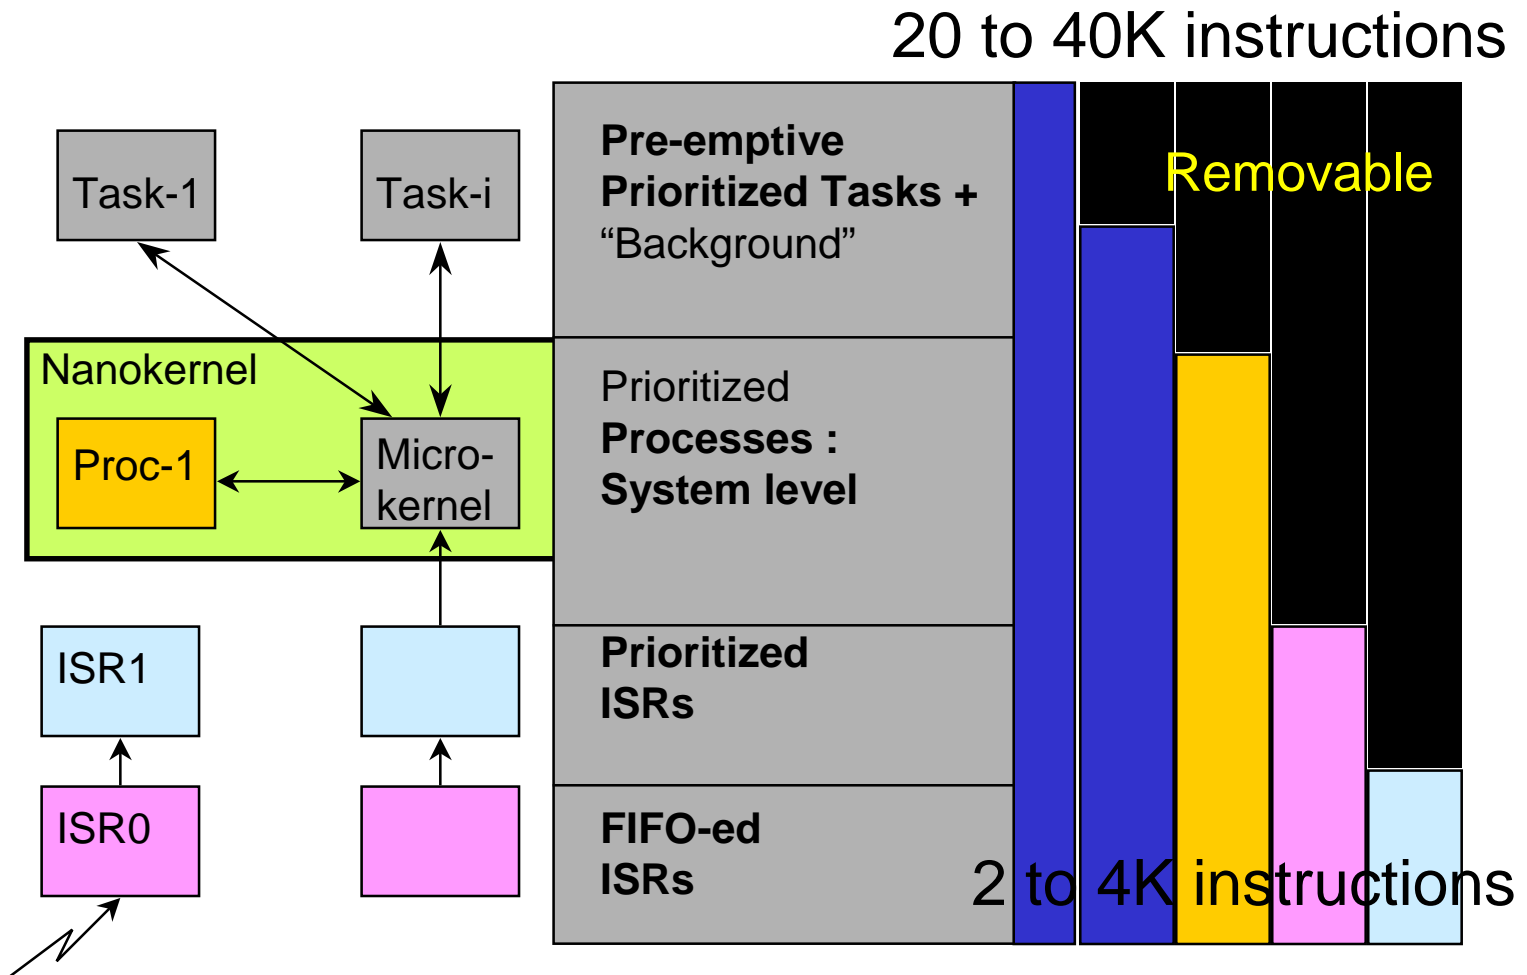 20 to 40K instructions
Task-1
Task-i
Pre-emptive
Prioritized Tasks +
“Background”
Removable
Nanokernel
Proc-1
Micro-
kernel
Prioritized
Processes :
System level
ISR1
Prioritized
ISRs
ISR0
FIFO-ed
ISRs
2 to 4K instructions